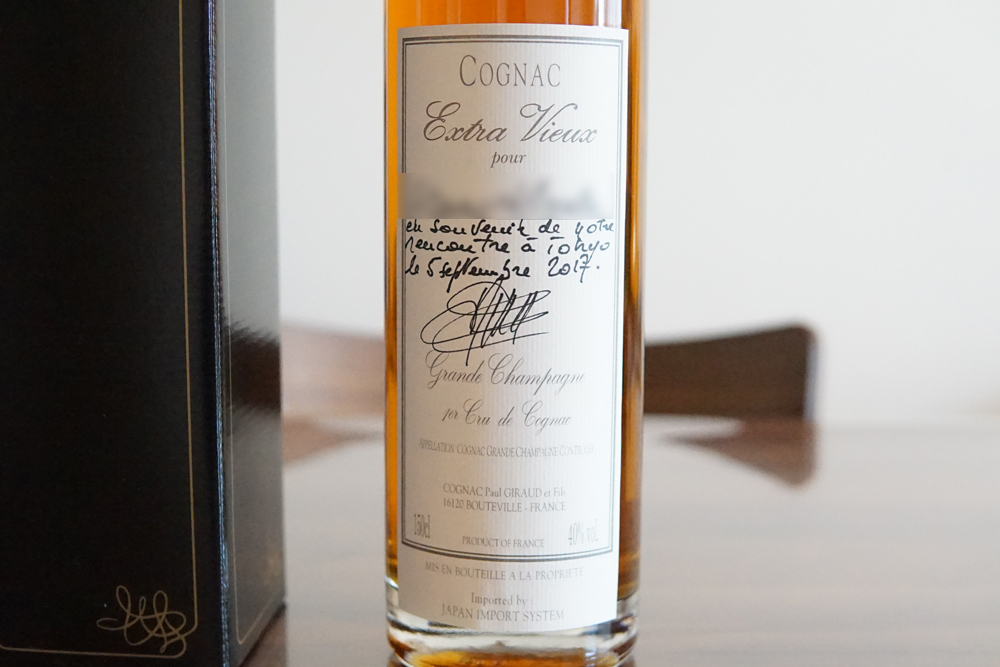 COGNAC
Extra Vieux
pour
en souvenir de notre
rencontre à Tokyo
le 5 septembre 2017.
Grande Champagne
1er Cru de Cognac
APPELLATION COGNAC GRANDE CHAMPAGNE CONTROLEE
COGNAC Paul GIRAUD et Fils
16120 BOUTEVILLE - FRANCE
150cl 40% vol.
PRODUCT OF FRANCE
MIS EN BOUTEILLE A LA PROPRIETE
Imported by :
JAPAN IMPORT SYSTEM